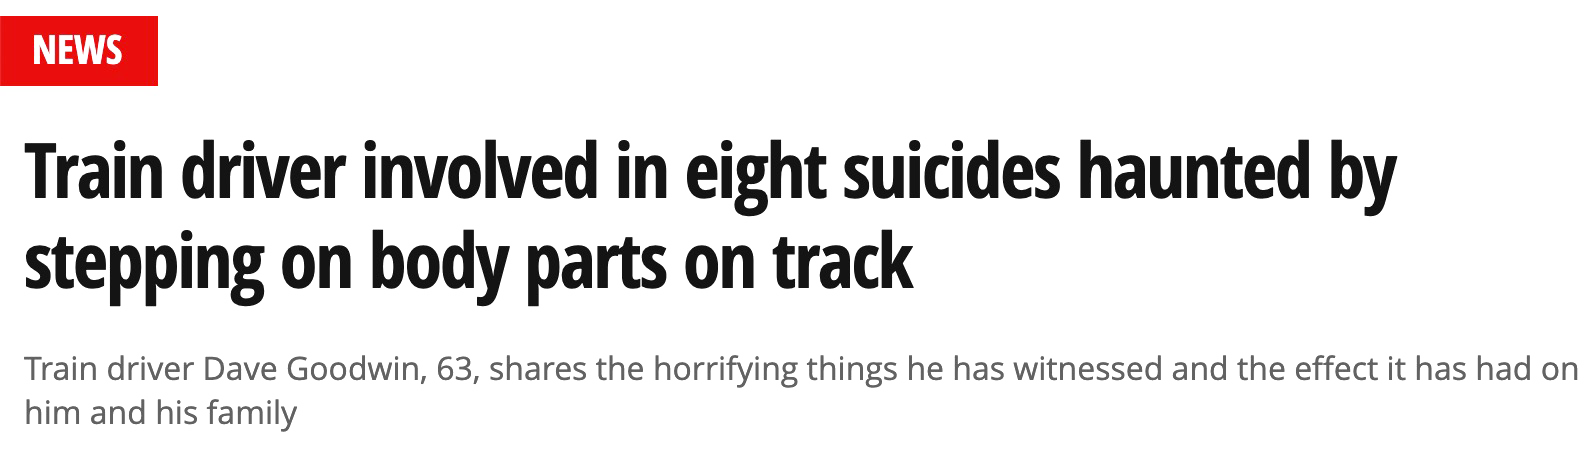 NEWS
Train driver involved in eight suicides haunted by
stepping on body parts on track
Train driver Dave Goodwin, 63, shares the horrifying things he has witnessed and the effect it has had on
him and his family